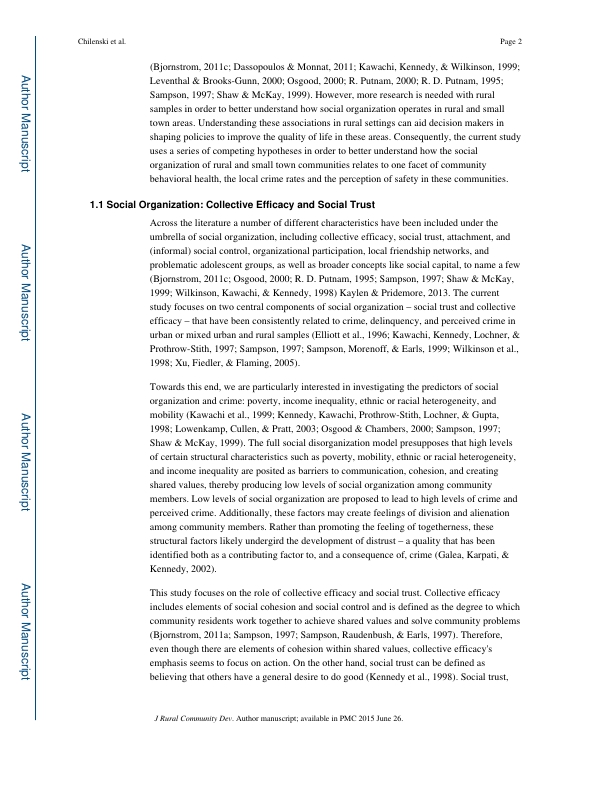 Chilenski et al.
Page 2
(Bjornstrom, 2011c; Dassopoulos & Monnat, 2011; Kawachi, Kennedy, & Wilkinson, 1999;
Leventhal & Brooks-Gunn, 2000; Osgood, 2000; R. Putnam, 2000; R. D. Putnam, 1995;
Sampson, 1997; Shaw & McKay, 1999). However, more research is needed with rural
samples in order to better understand how social organization operates in rural and small
town areas. Understanding these associations in rural settings can aid decision makers in
shaping policies to improve the quality of life in these areas. Consequently, the current study
uses a series of competing hypotheses in order to better understand how the social
organization of rural and small town communities relates to one facet of community
behavioral health, the local crime rates and the perception of safety in these communities.
1.1 Social Organization: Collective Efficacy and Social Trust
Across the literature a number of different characteristics have been included under the
umbrella of social organization, including collective efficacy, social trust, attachment, and
(informal) social control, organizational participation, local friendship networks, and
problematic adolescent groups, as well as broader concepts like social capital, to name a few
(Bjornstrom, 2011c; Osgood, 2000; R. D. Putnam, 1995; Sampson, 1997; Shaw & McKay,
1999; Wilkinson, Kawachi, & Kennedy, 1998) Kaylen & Pridemore, 2013. The current
study focuses on two central components of social organization – social trust and collective
efficacy – that have been consistently related to crime, delinquency, and perceived crime in
urban or mixed urban and rural samples (Elliott et al., 1996; Kawachi, Kennedy, Lochner, &
Prothrow-Stith, 1997; Sampson, 1997; Sampson, Morenoff, & Earls, 1999; Wilkinson et al.,
1998; Xu, Fiedler, & Flaming, 2005).
Towards this end, we are particularly interested in investigating the predictors of social
organization and crime: poverty, income inequality, ethnic or racial heterogeneity, and
mobility (Kawachi et al., 1999; Kennedy, Kawachi, Prothrow-Stith, Lochner, & Gupta,
1998; Lowenkamp, Cullen, & Pratt, 2003; Osgood & Chambers, 2000; Sampson, 1997;
Shaw & McKay, 1999). The full social disorganization model presupposes that high levels
of certain structural characteristics such as poverty, mobility, ethnic or racial heterogeneity,
and income inequality are posited as barriers to communication, cohesion, and creating
shared values, thereby producing low levels of social organization among community
members. Low levels of social organization are proposed to lead to high levels of crime and
perceived crime. Additionally, these factors may create feelings of division and alienation
among community members. Rather than promoting the feeling of togetherness, these
structural factors likely undergird the development of distrust – a quality that has been
identified both as a contributing factor to, and a consequence of, crime (Galea, Karpati, &
Kennedy, 2002).
This study focuses on the role of collective efficacy and social trust. Collective efficacy
includes elements of social cohesion and social control and is defined as the degree to which
community residents work together to achieve shared values and solve community problems
(Bjornstrom, 2011a; Sampson, 1997; Sampson, Raudenbush, & Earls, 1997). Therefore,
even though there are elements of cohesion within shared values, collective efficacy's
emphasis seems to focus on action. On the other hand, social trust can be defined as
believing that others have a general desire to do good (Kennedy et al., 1998). Social trust,
J Rural Community Dev. Author manuscript; available in PMC 2015 June 26.
Author Manuscript
Author Manuscript
Author Manuscript
Author Manuscript